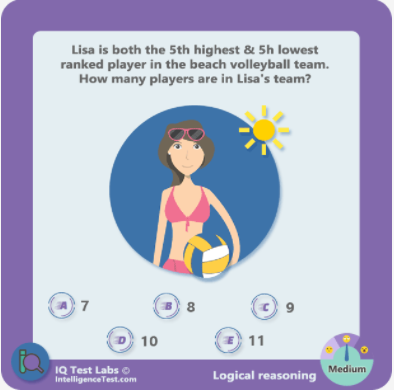 Lisa is both the 5th highest & 5h lowest
ranked player in the beach volleyball team.
How many players are in Lisa's team?
A 7
B 8
C 9
D 10
E 11
IQ Test Labs ©
IntelligenceTest.com
Logical reasoning
Medium